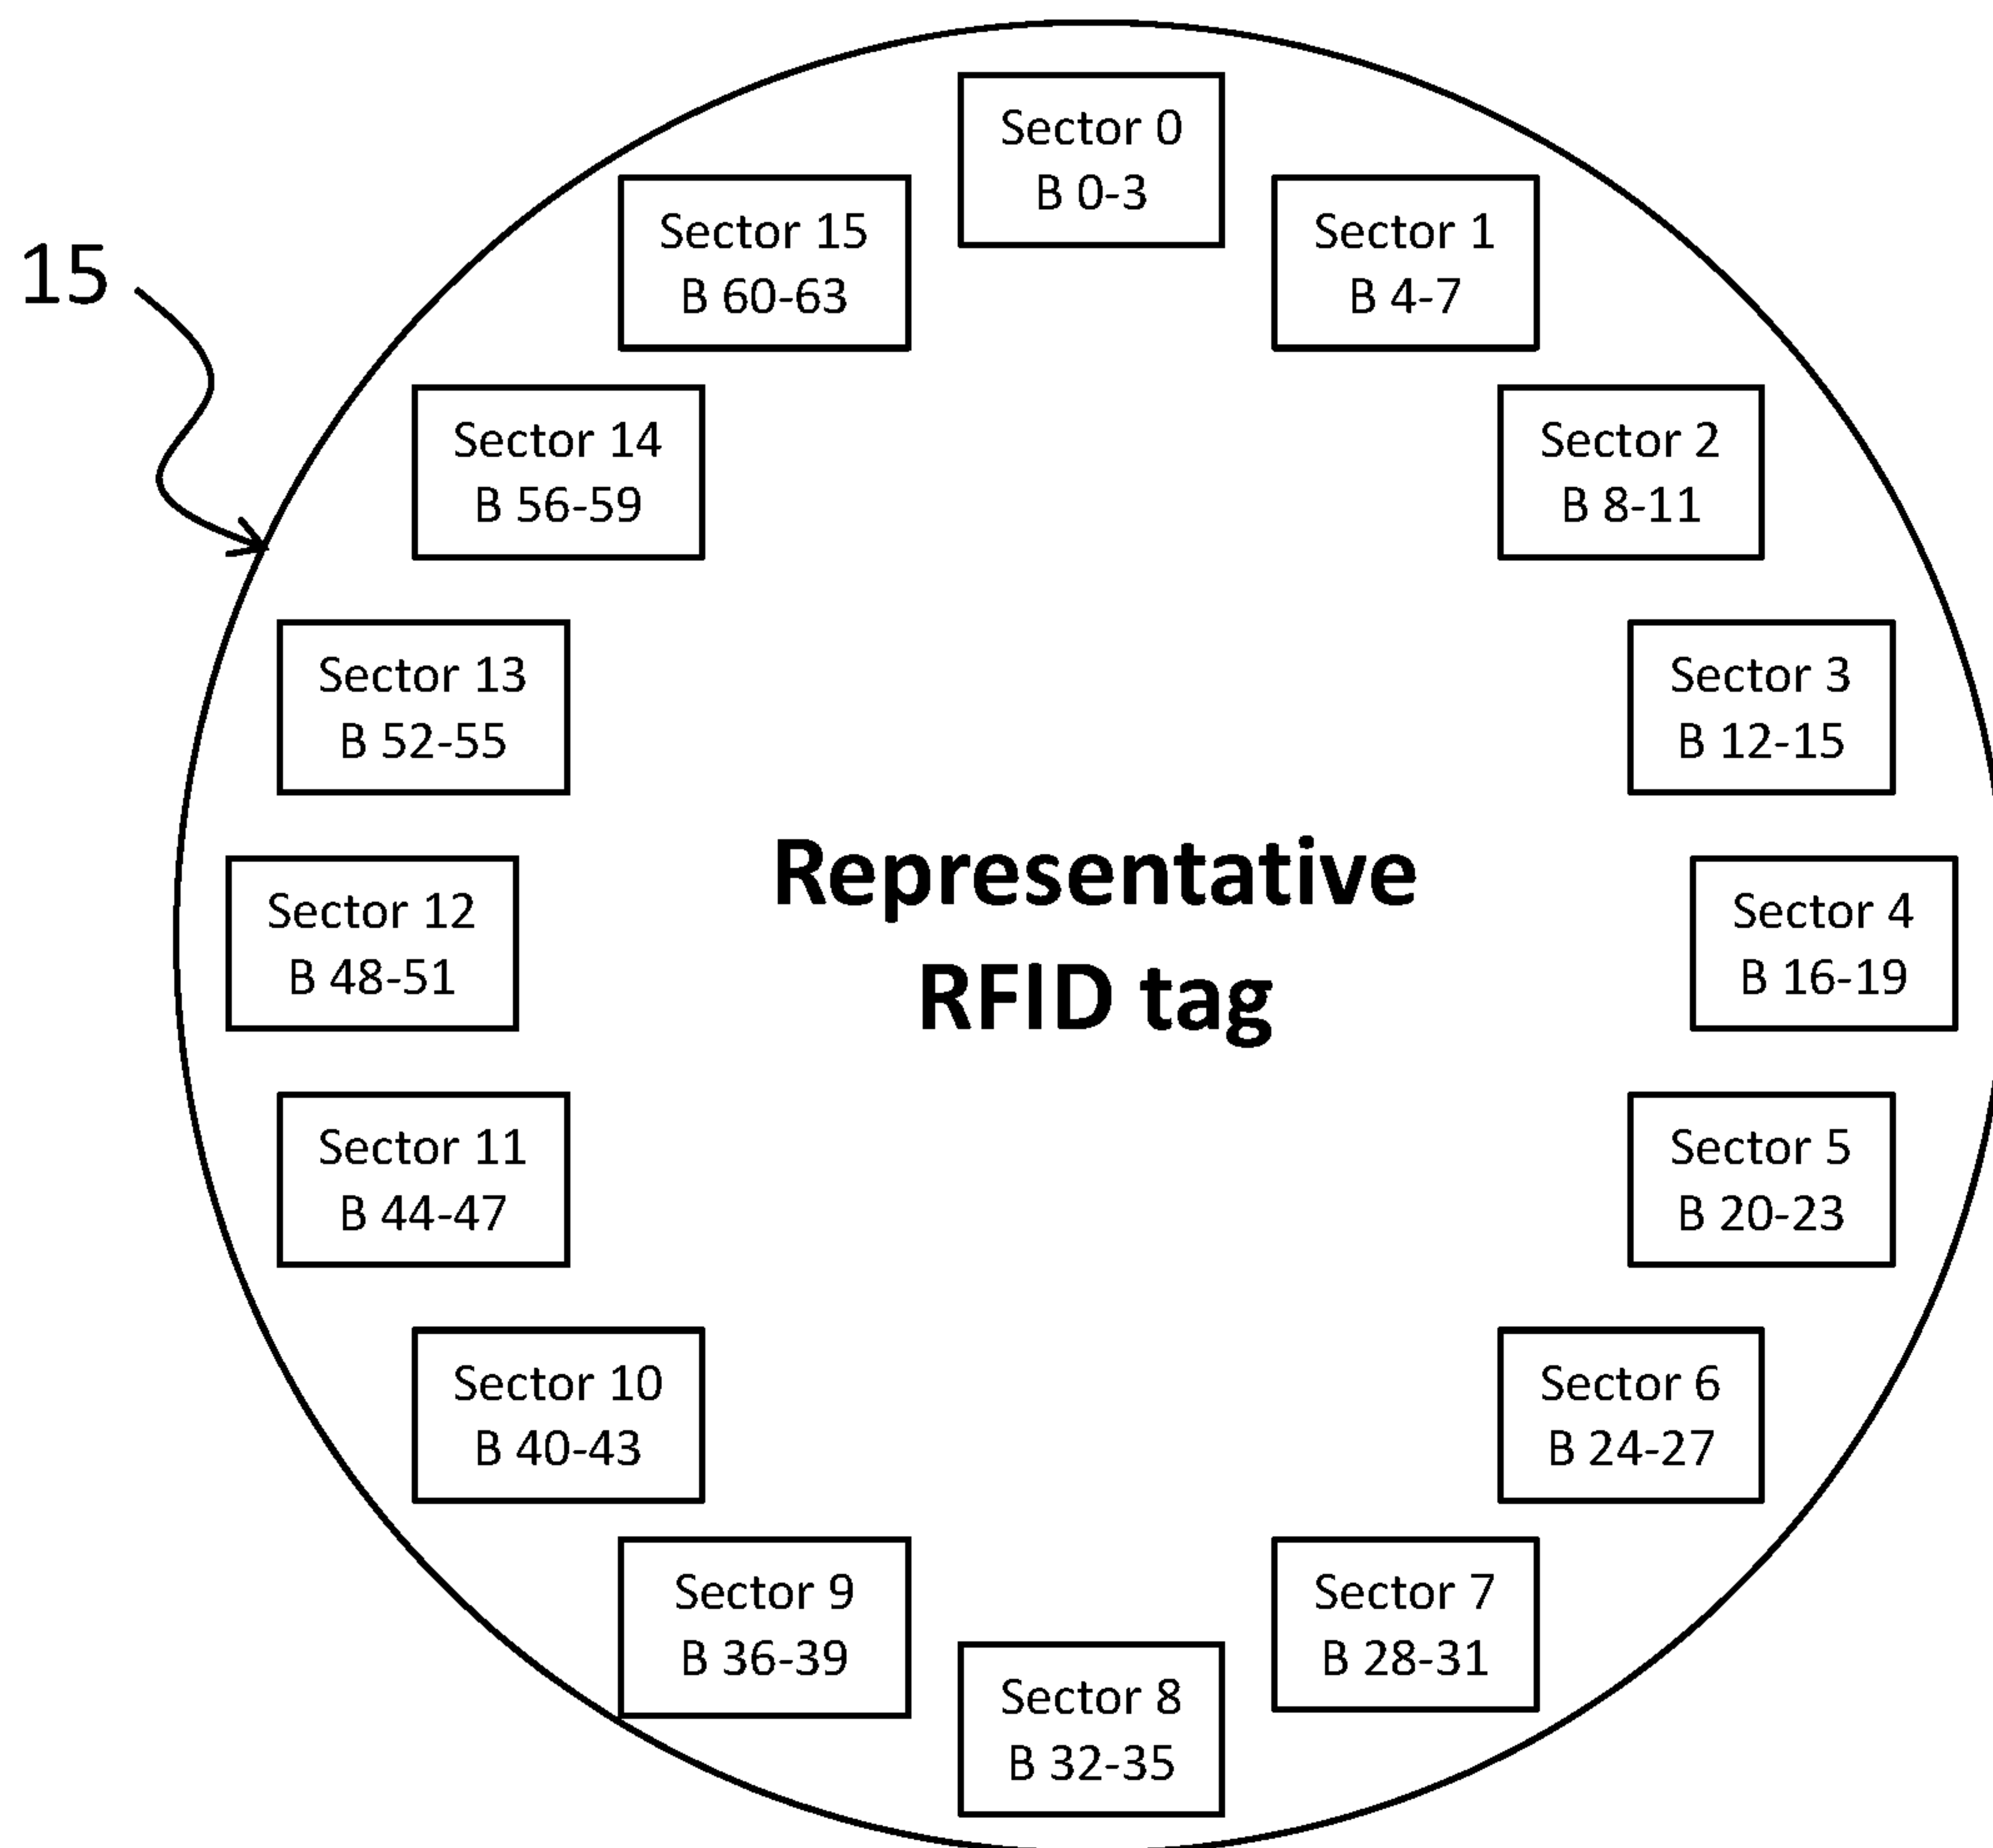 Sector 0
B 0-3
Sector 15
B 60-63
Sector 1
B 4-7
15
Sector 14
B 56-59
Sector 2
B 8-11
Sector 13
B 52-55
Sector 3
B 12-15
Representative
RFID tag
Sector 12
B 48-51
Sector 4
B 16-19
Sector 11
B 44-47
Sector 5
B 20-23
Sector 10
B 40-43
Sector 6
B 24-27
Sector 9
B 36-39
Sector 7
B 28-31
Sector 8
B 32-35